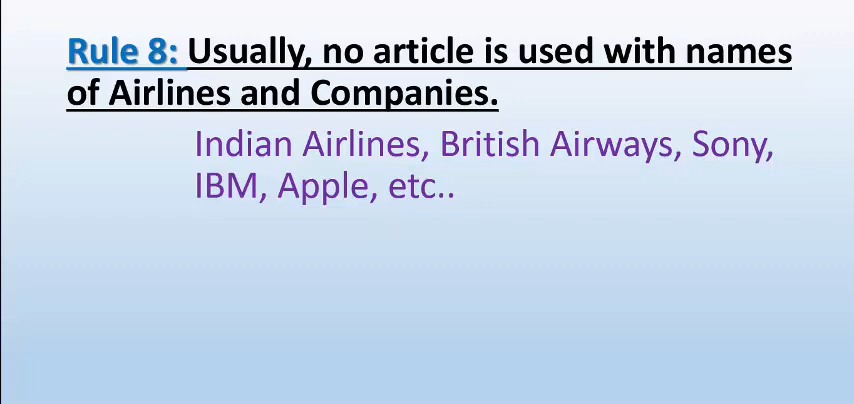 Rule 8: Usually, no article is used with names
of Airlines and Companies.
Indian Airlines, British Airways, Sony,
IBM, Apple, etc..